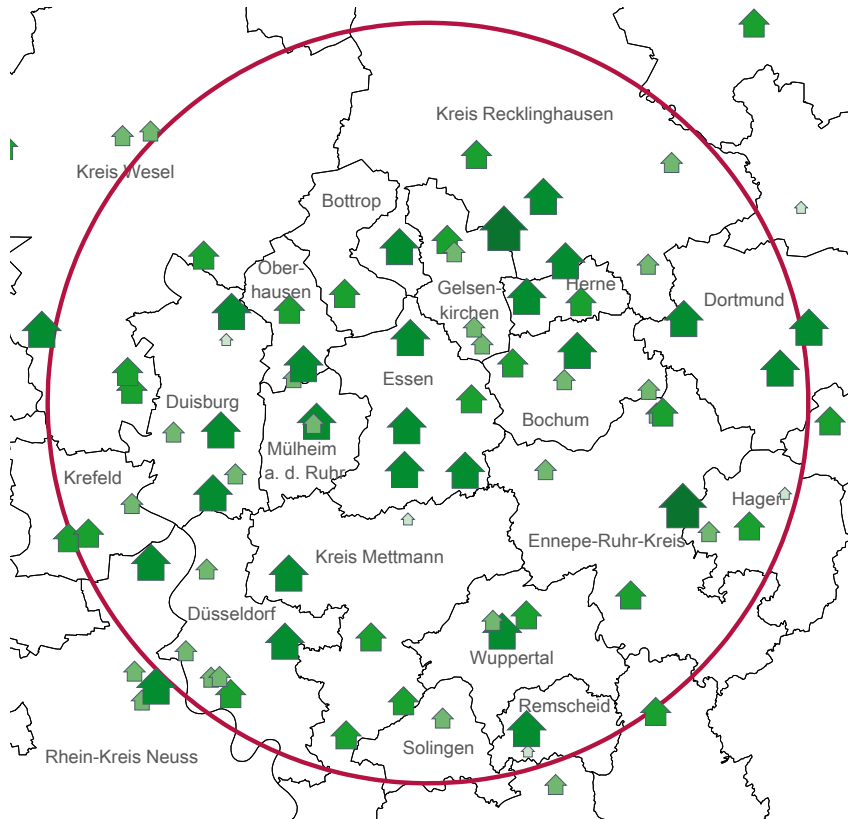 Kreis Recklinghausen
Kreis Wesel
Bottrop
Ober-
hausen
Gelsen-
kirchen
Herne
Dortmund
Essen
Duisburg
Bochum
Mülheim
a. d. Ruhr
Krefeld
Hagen
Ennepe-Ruhr-Kreis
Kreis Mettmann
Düsseldorf
Wuppertal
Remscheid
Solingen
Rhein-Kreis Neuss